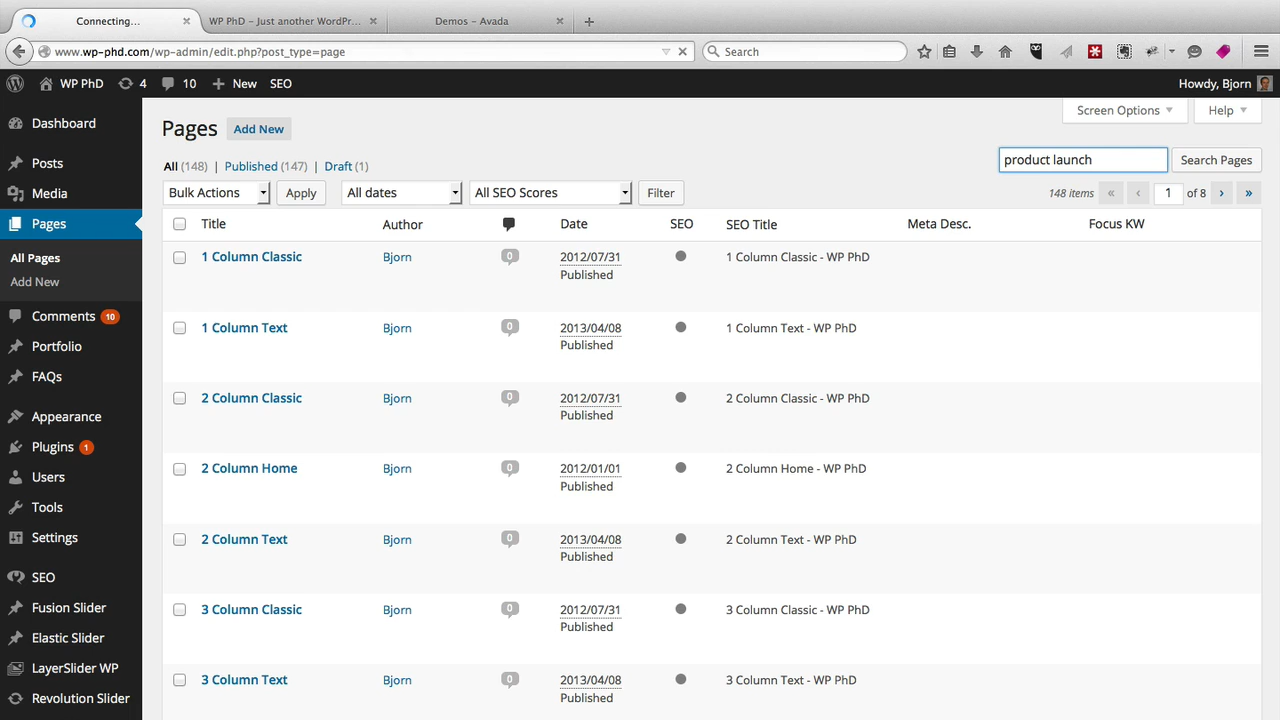 Connecting...
WP PhD – Just another WordPr...
Demos – Avada
www.wp-phd.com/wp-admin/edit.php?post_type=page
Search
WP PhD
4
10
New
SEO
Howdy, Bjorn
Dashboard
Posts
Media
Pages
All Pages
Add New
Comments 10
Portfolio
FAQs
Appearance
Plugins 1
Users
Tools
Settings
SEO
Fusion Slider
Elastic Slider
LayerSlider WP
Revolution Slider
Screen Options
Help
Pages
Add New
All (148) | Published (147) | Draft (1)
product launch
Search Pages
Bulk Actions
Apply
All dates
All SEO Scores
Filter
148 items « ‹ 1 of 8 › »
Title Author Date SEO SEO Title Meta Desc. Focus KW
1 Column Classic Bjorn 0 2012/07/31 1 Column Classic - WP PhD
Published
1 Column Text Bjorn 0 2013/04/08 1 Column Text - WP PhD
Published
2 Column Classic Bjorn 0 2012/07/31 2 Column Classic - WP PhD
Published
2 Column Home Bjorn 0 2012/01/01 2 Column Home - WP PhD
Published
2 Column Text Bjorn 0 2013/04/08 2 Column Text - WP PhD
Published
3 Column Classic Bjorn 0 2012/07/31 3 Column Classic - WP PhD
Published
3 Column Text Bjorn 0 2013/04/08 3 Column Text - WP PhD
Published